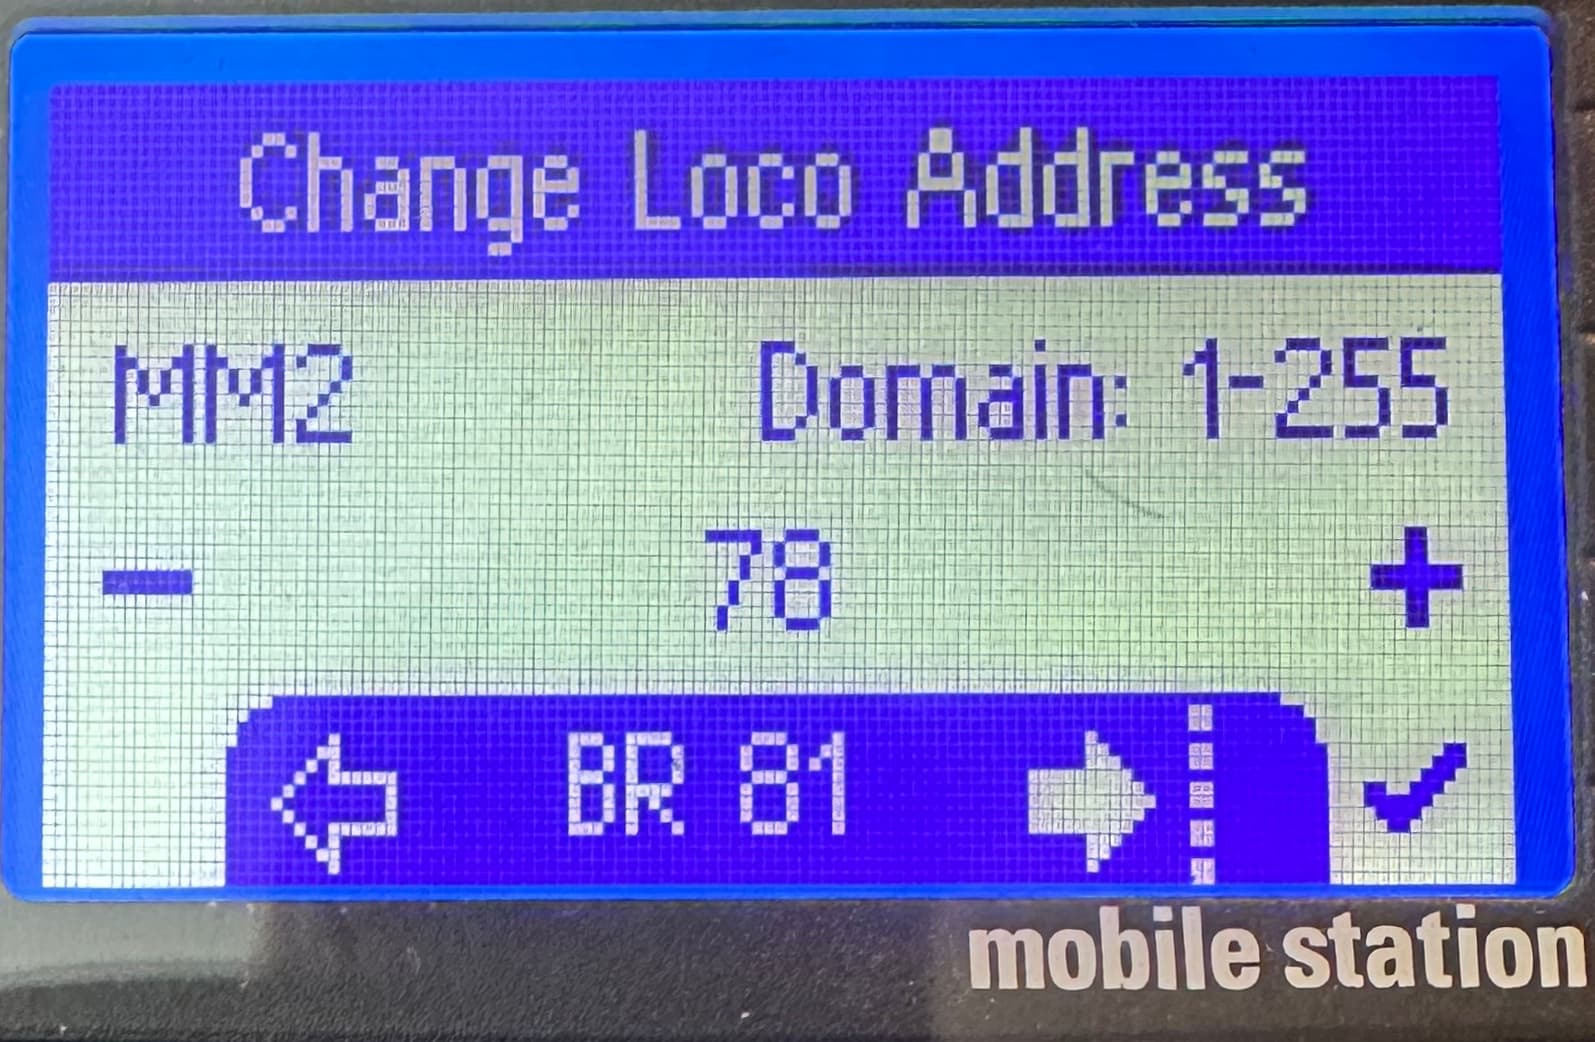 Change Loco Address
MM2 Domain: 1-255
- 78 +
BR 81
mobile station